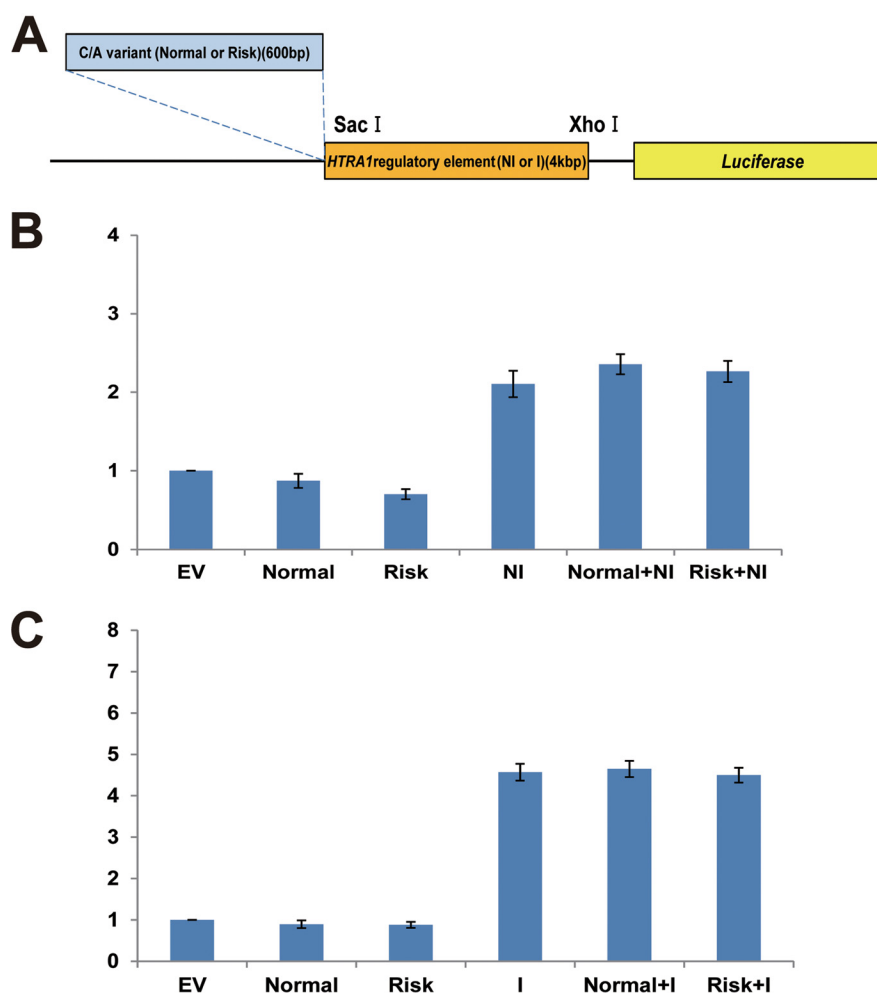 A
C/A variant (Normal or Risk)(600bp)
Sac I
Xho I
HTRA1regulatory element(NI or I)(4kbp)
Luciferase
B
4
3
2
1
0
EV
Normal
Risk
NI
Normal+NI
Risk+NI
C
8
7
6
5
4
3
2
1
0
EV
Normal
Risk
I
Normal+I
Risk+I